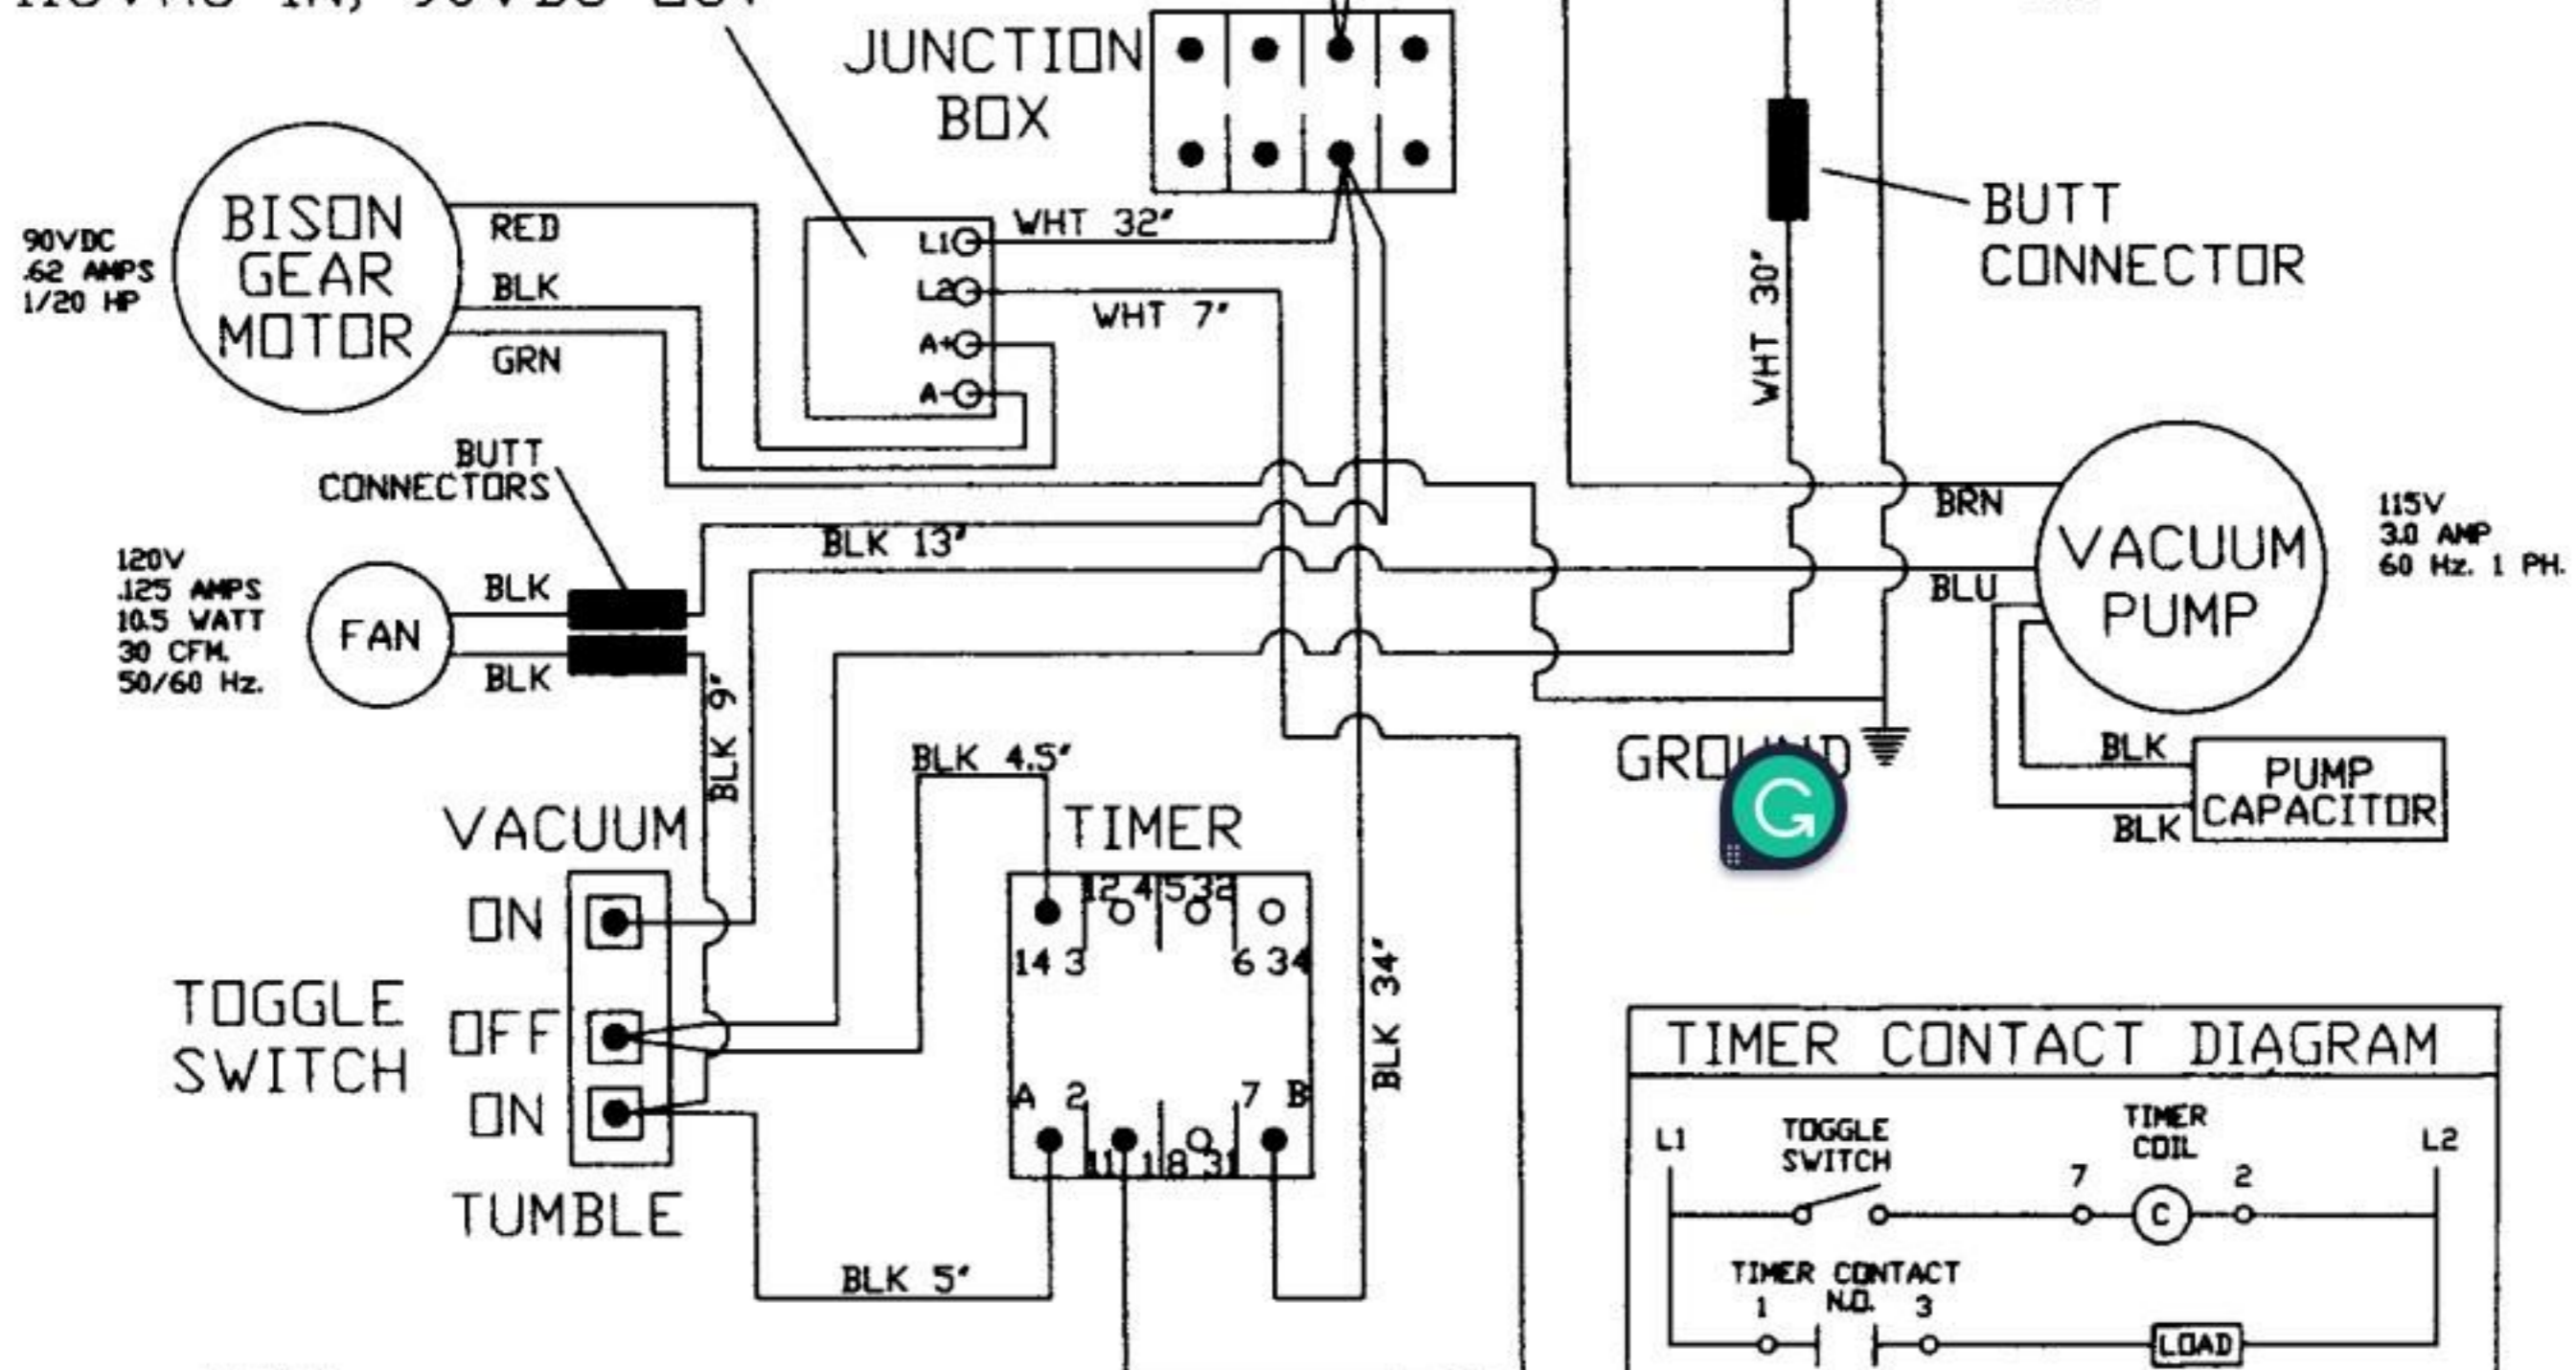 JUNCTION
BOX
BISON
GEAR
MOTOR
90VDC
.62 AMPS
1/20 HP
RED
BLK
GRN
L1
L2
A+
A-
WHT 32"
WHT 7"
WHT 30"
BUTT
CONNECTOR
BUTT
CONNECTORS
BLK 13"
120V
.125 AMPS
10.5 WATT
30 CFM.
50/60 Hz.
FAN
BLK
BLK
BLK 9"
BRN
BLU
VACUUM
PUMP
115V
3.0 AMP
60 Hz. 1 PH.
BLK
BLK
PUMP
CAPACITOR
G
BLK 4.5"
VACUUM
ON
OFF
ON
TUMBLE
TOGGLE
SWITCH
TIMER
12 4 5 32
14 3
6 34
A 2
7 B
11 1 8 31
BLK 34"
BLK 5"
TIMER CONTACT DIAGRAM
L1
TOGGLE
SWITCH
TIMER
COIL
L2
7
C
2
TIMER CONTACT
N.O.
1
3
LOAD